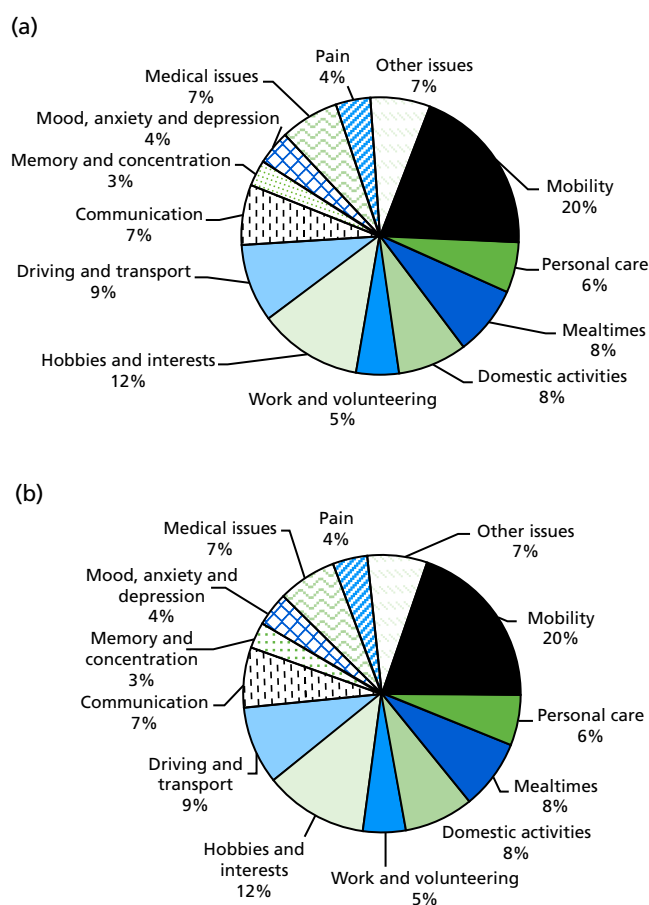 (a)
Pain
4%
Other issues
7%
Medical issues
7%
Mood, anxiety and depression
4%
Memory and concentration
3%
Mobility
20%
Communication
7%
Personal care
6%
Driving and transport
9%
Mealtimes
8%
Hobbies and interests
12%
Domestic activities
8%
Work and volunteering
5%
(b)
Pain
4%
Medical issues
7%
Other issues
7%
Mood, anxiety and
depression
4%
Mobility
20%
Memory and
concentration
3%
Communication
7%
Personal care
6%
Driving and
transport
9%
Mealtimes
8%
Domestic activities
8%
Hobbies and
interests
12%
Work and volunteering
5%